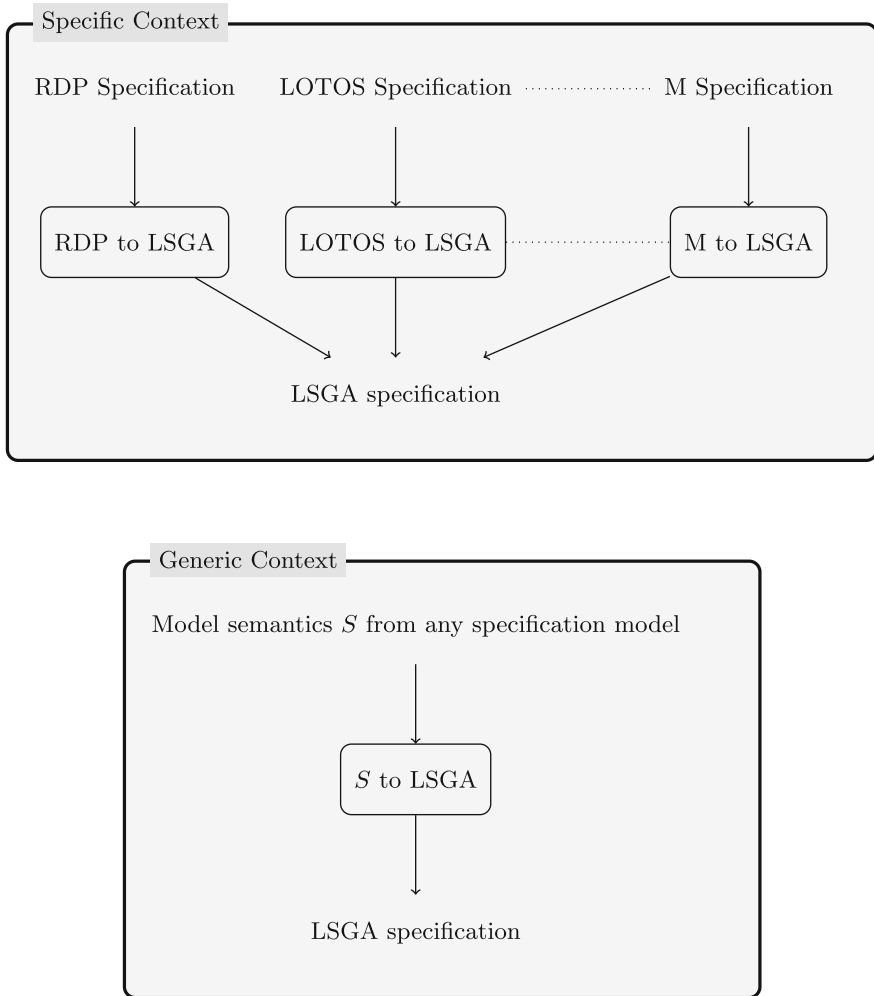 Specific Context
RDP Specification LOTOS Specification M Specification
RDP to LSGA LOTOS to LSGA M to LSGA
LSGA specification
Generic Context
Model semantics S from any specification model
S to LSGA
LSGA specification